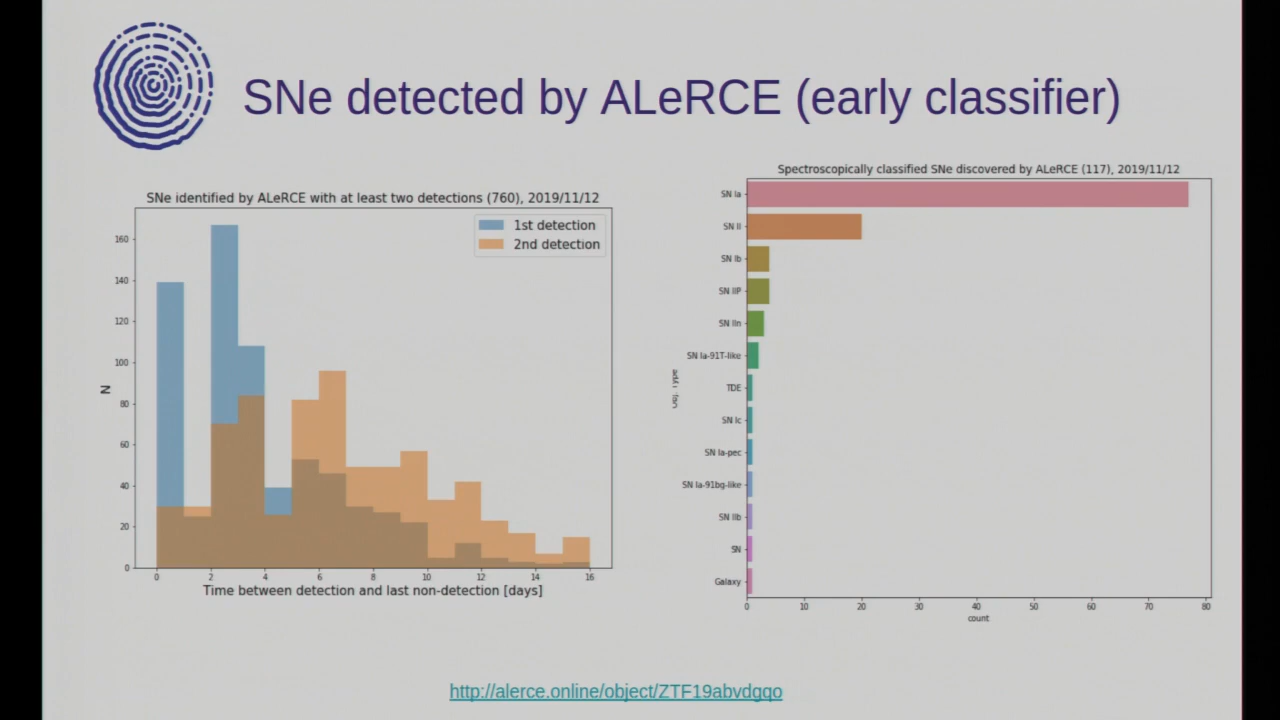 SNe detected by ALeRCE (early classifier)
SNe identified by ALeRCE with at least two detections (760), 2019/11/12
1st detection
2nd detection
N
160
140
120
100
80
60
40
20
0
0 2 4 6 8 10 12 14 16
Time between detection and last non-detection [days]
Spectroscopically classified SNe discovered by ALeRCE (117), 2019/11/12
SN Ia
SN II
SN Ib
SN IIP
SN IIn
SN Ia-91T-like
TDE
SN Ic
SN Ia-pec
SN Ia-91bg-like
SN IIb
SN
Galaxy
0 10 20 30 40 50 60 70 80
count
http://alerce.online/object/ZTF19abvdgqo